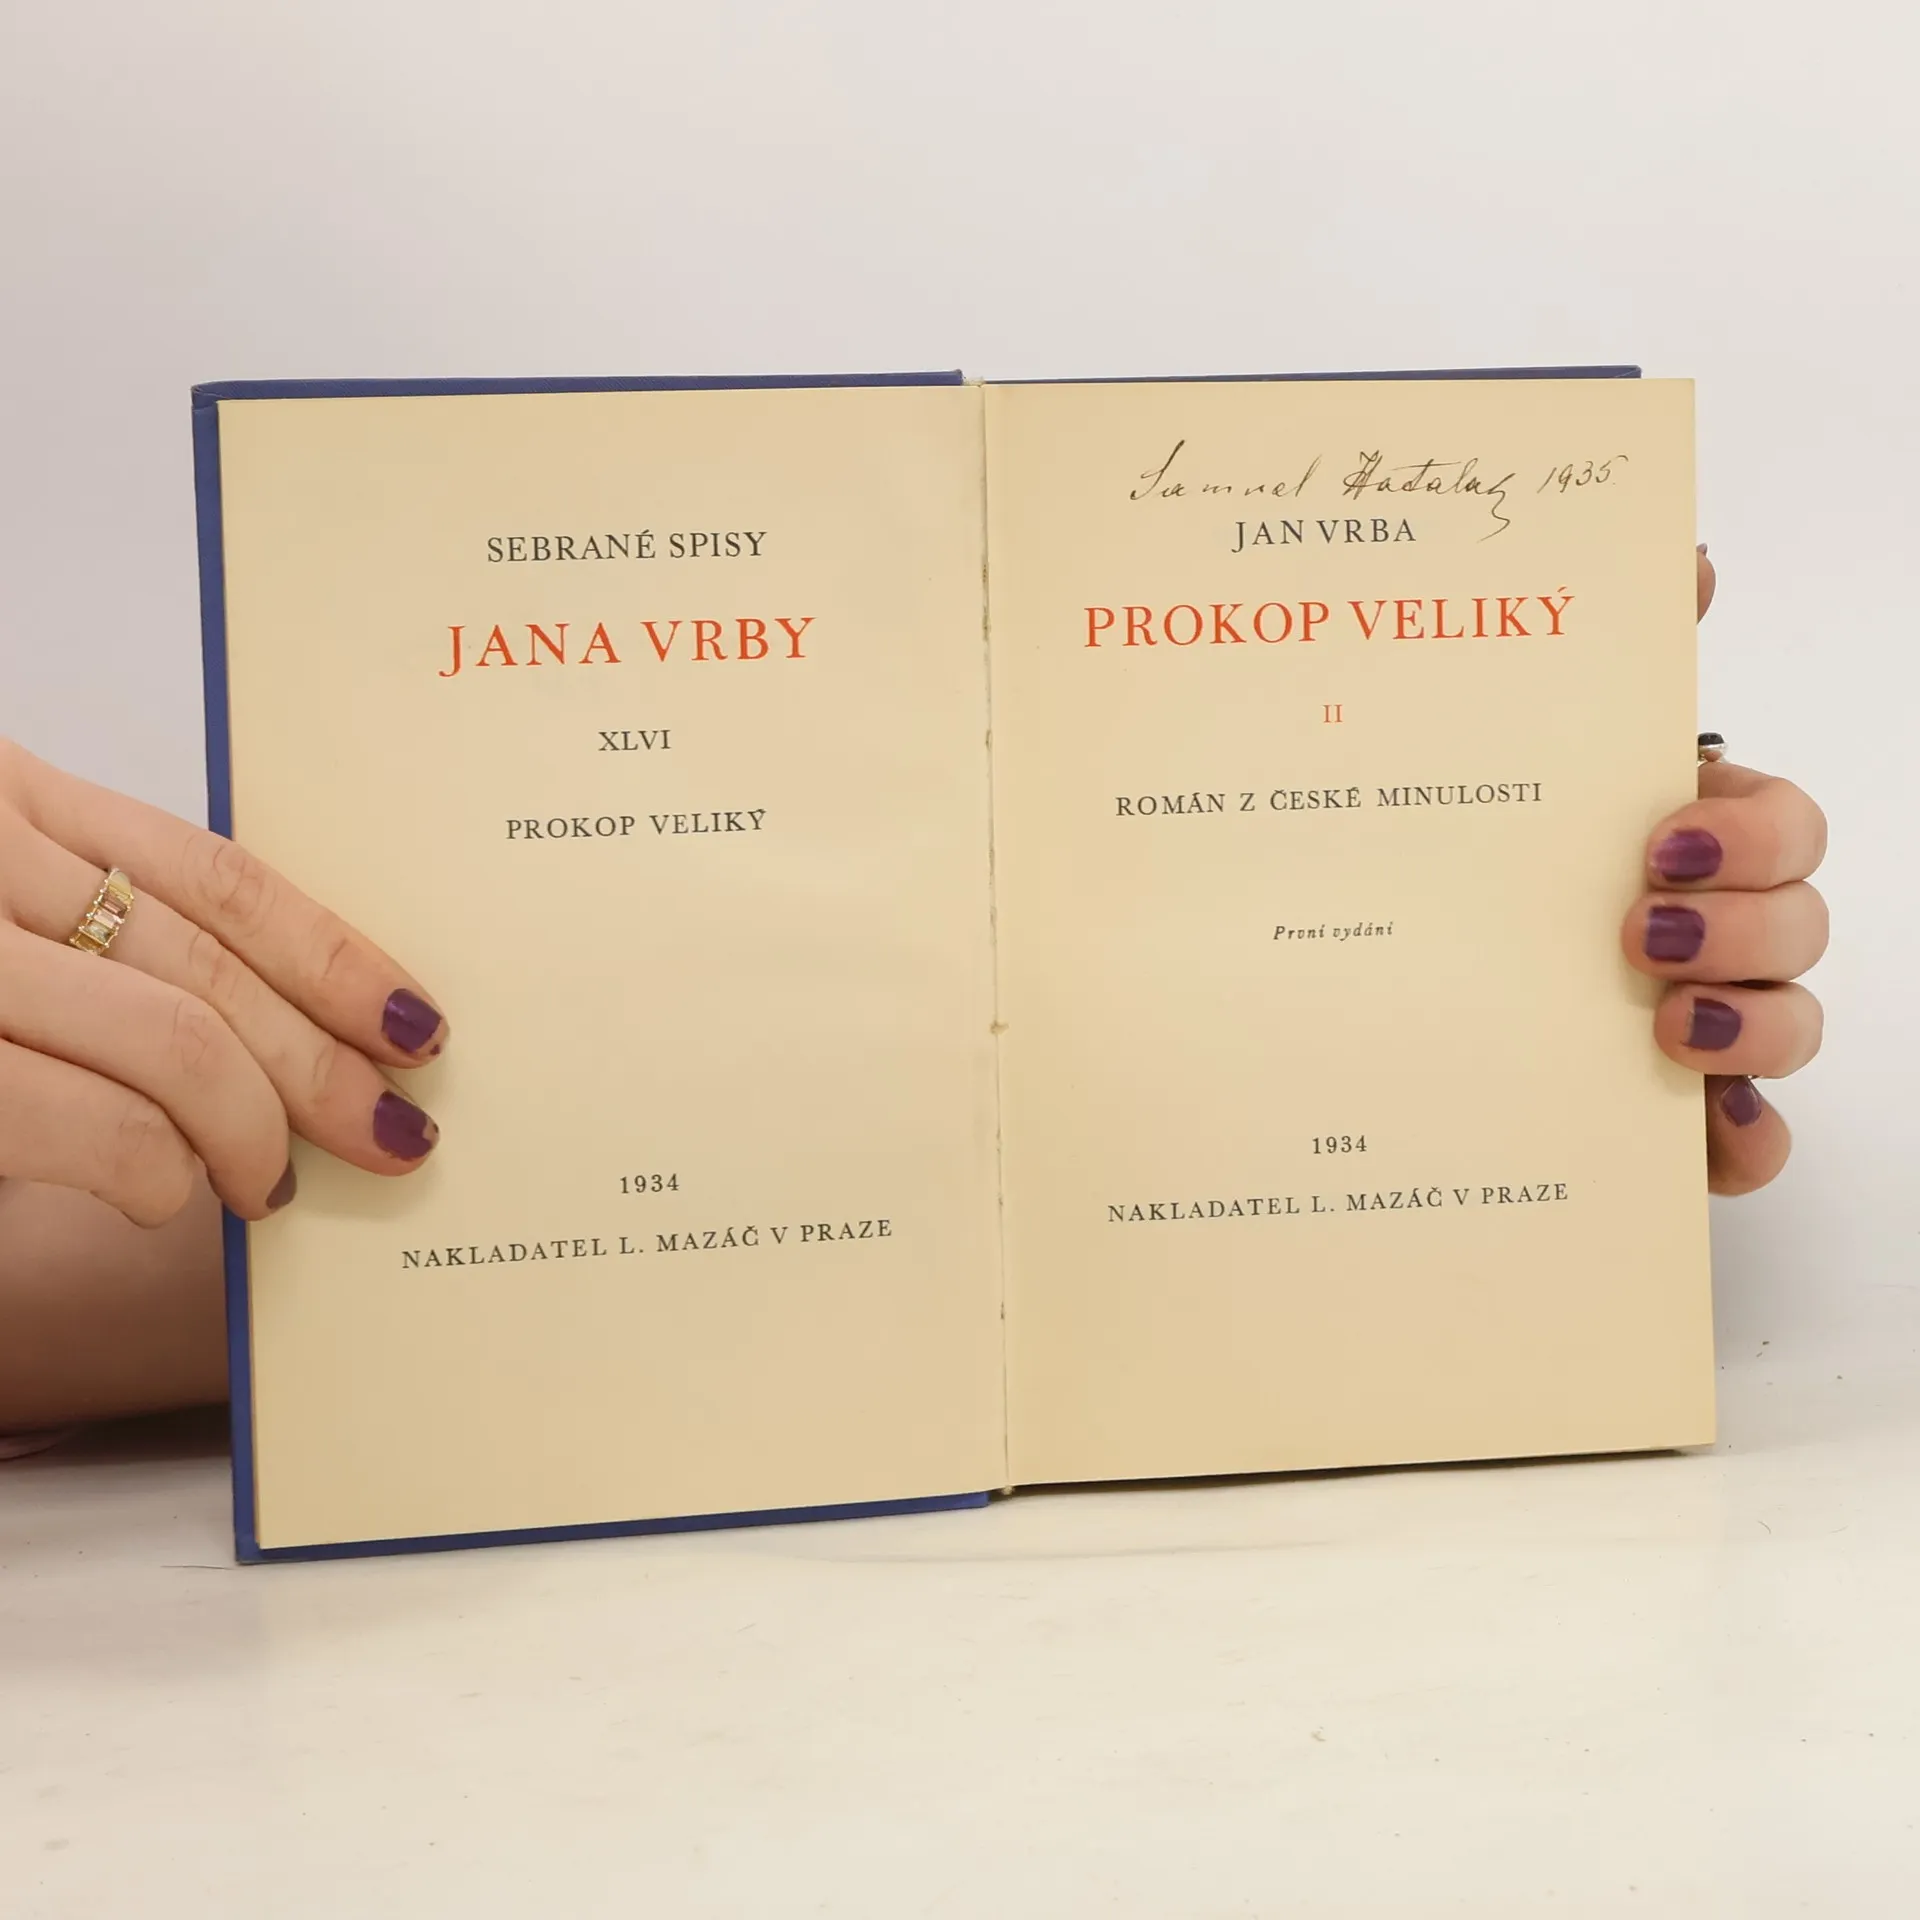 SEBRANÉ SPISY
JANA VRBY
XLVI
PROKOP VELIKÝ
1934
NAKLADATEL L. MAZÁČ V PRAZE
Samuel 1935
JAN VRBA
PROKOP VELIKÝ
II
ROMÁN Z ČESKÉ MINULOSTI
První vydání
1934
NAKLADATEL L. MAZÁČ V PRAZE